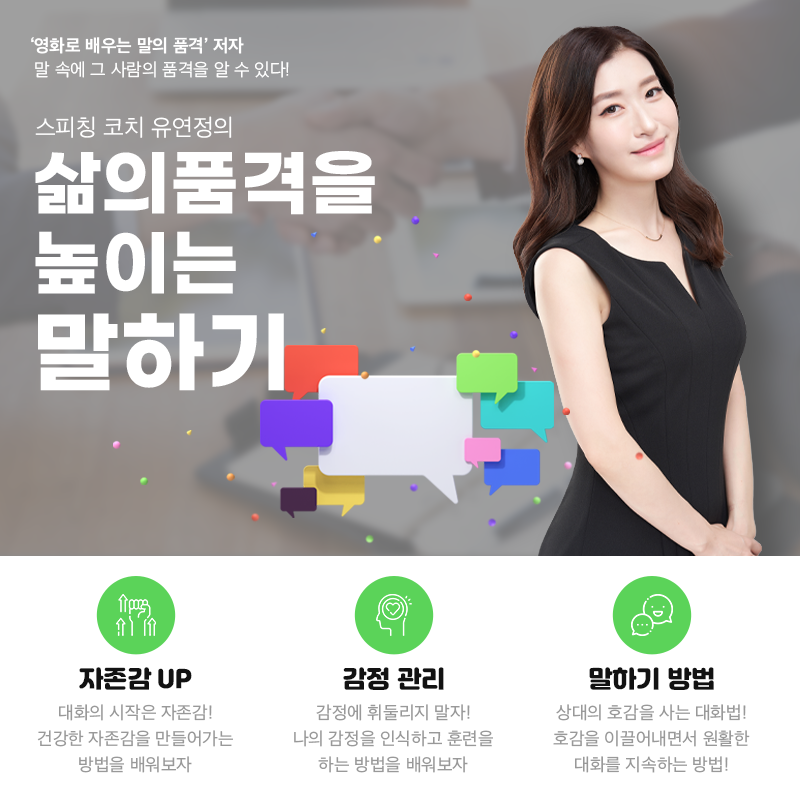 ‘영화로 배우는 말의 품격’ 저자
말 속에 그 사람의 품격을 알 수 있다!
스피칭 코치 유연정의
삶의품격을
높이는
말하기
자존감 UP
대화의 시작은 자존감!
건강한 자존감을 만들어가는
방법을 배워보자
감정 관리
감정에 휘둘리지 말자!
나의 감정을 인식하고 훈련을
하는 방법을 배워보자
말하기 방법
상대의 호감을 사는 대화법!
호감을 이끌어내면서 원활한
대화를 지속하는 방법!